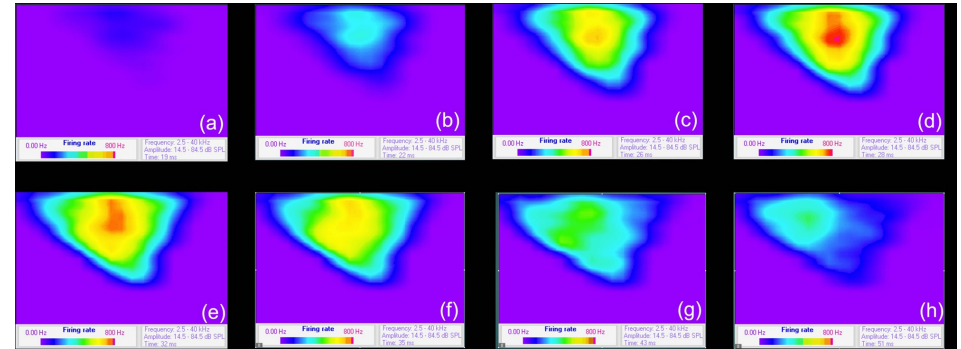 (a)
0.00 Hz Firing rate 800 Hz
Frequency: 2.5 - 40 kHz
Amplitude: 14.5 - 84.5 dB SPL
Time: 19 ms
(b)
0.00 Hz Firing rate 800 Hz
Frequency: 2.5 - 40 kHz
Amplitude: 14.5 - 84.5 dB SPL
Time: 22 ms
(c)
0.00 Hz Firing rate 800 Hz
Frequency: 2.5 - 40 kHz
Amplitude: 14.5 - 84.5 dB SPL
Time: 26 ms
(d)
0.00 Hz Firing rate 800 Hz
Frequency: 2.5 - 40 kHz
Amplitude: 14.5 - 84.5 dB SPL
Time: 28 ms
(e)
0.00 Hz Firing rate 800 Hz
Frequency: 2.5 - 40 kHz
Amplitude: 14.5 - 84.5 dB SPL
Time: 32 ms
(f)
0.00 Hz Firing rate 800 Hz
Frequency: 2.5 - 40 kHz
Amplitude: 14.5 - 84.5 dB SPL
Time: 35 ms
(g)
0.00 Hz Firing rate 800 Hz
Frequency: 2.5 - 40 kHz
Amplitude: 14.5 - 84.5 dB SPL
Time: 43 ms
(h)
0.00 Hz Firing rate 800 Hz
Frequency: 2.5 - 40 kHz
Amplitude: 14.5 - 84.5 dB SPL
Time: 51 ms